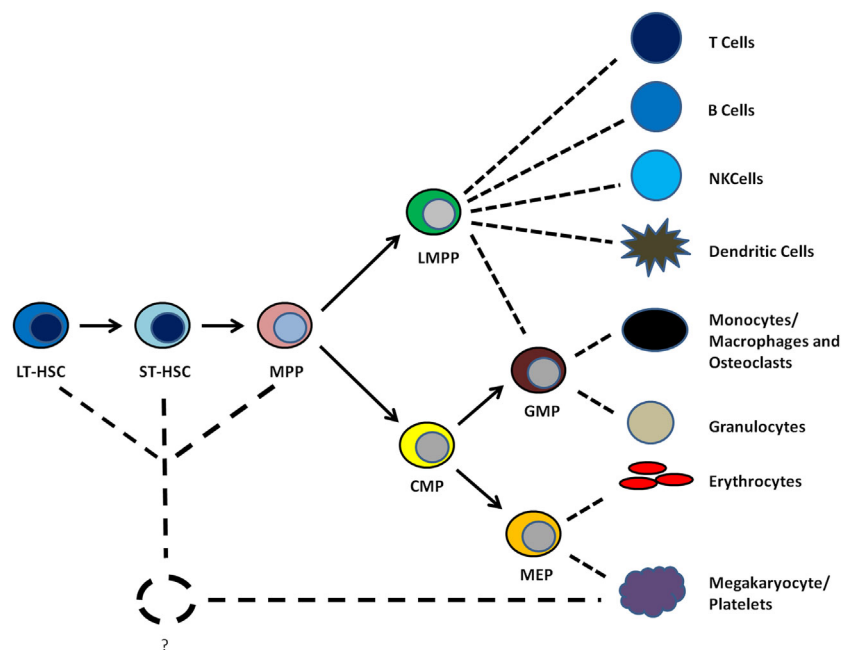 T Cells
B Cells
NKCells
LMPP
Dendritic Cells
Monocytes/
Macrophages and
Osteoclasts
LT-HSC
ST-HSC
MPP
GMP
Granulocytes
CMP
Erythrocytes
MEP
Megakaryocyte/
Platelets
?